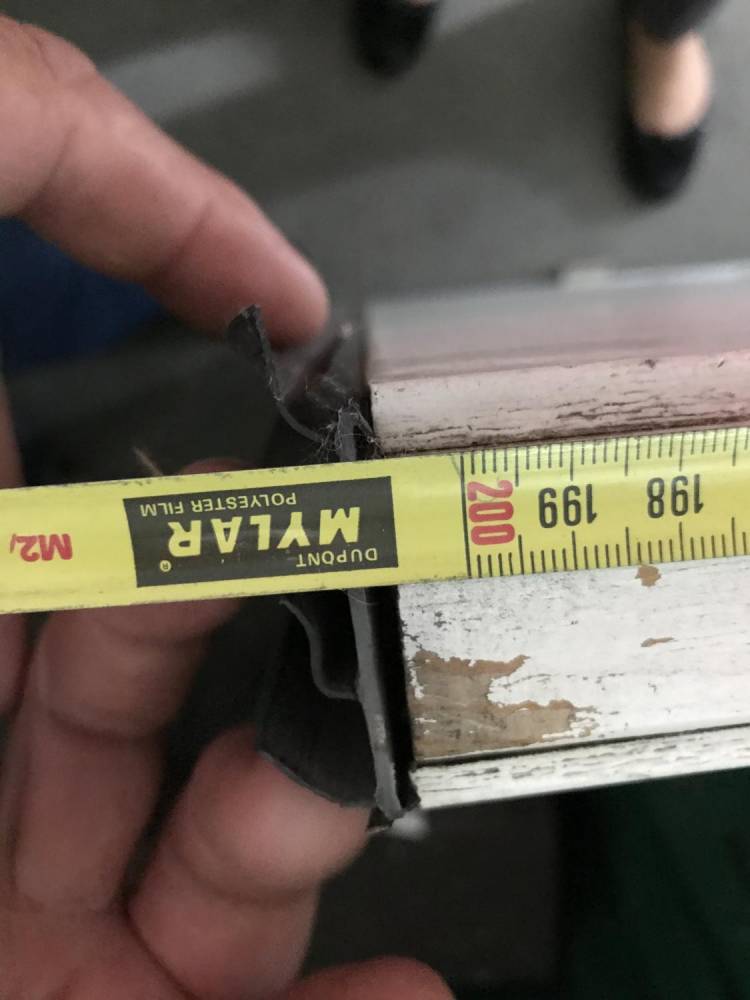 DUPONT
MYLAR®
POLYESTER FILM
M2,
198
199
200